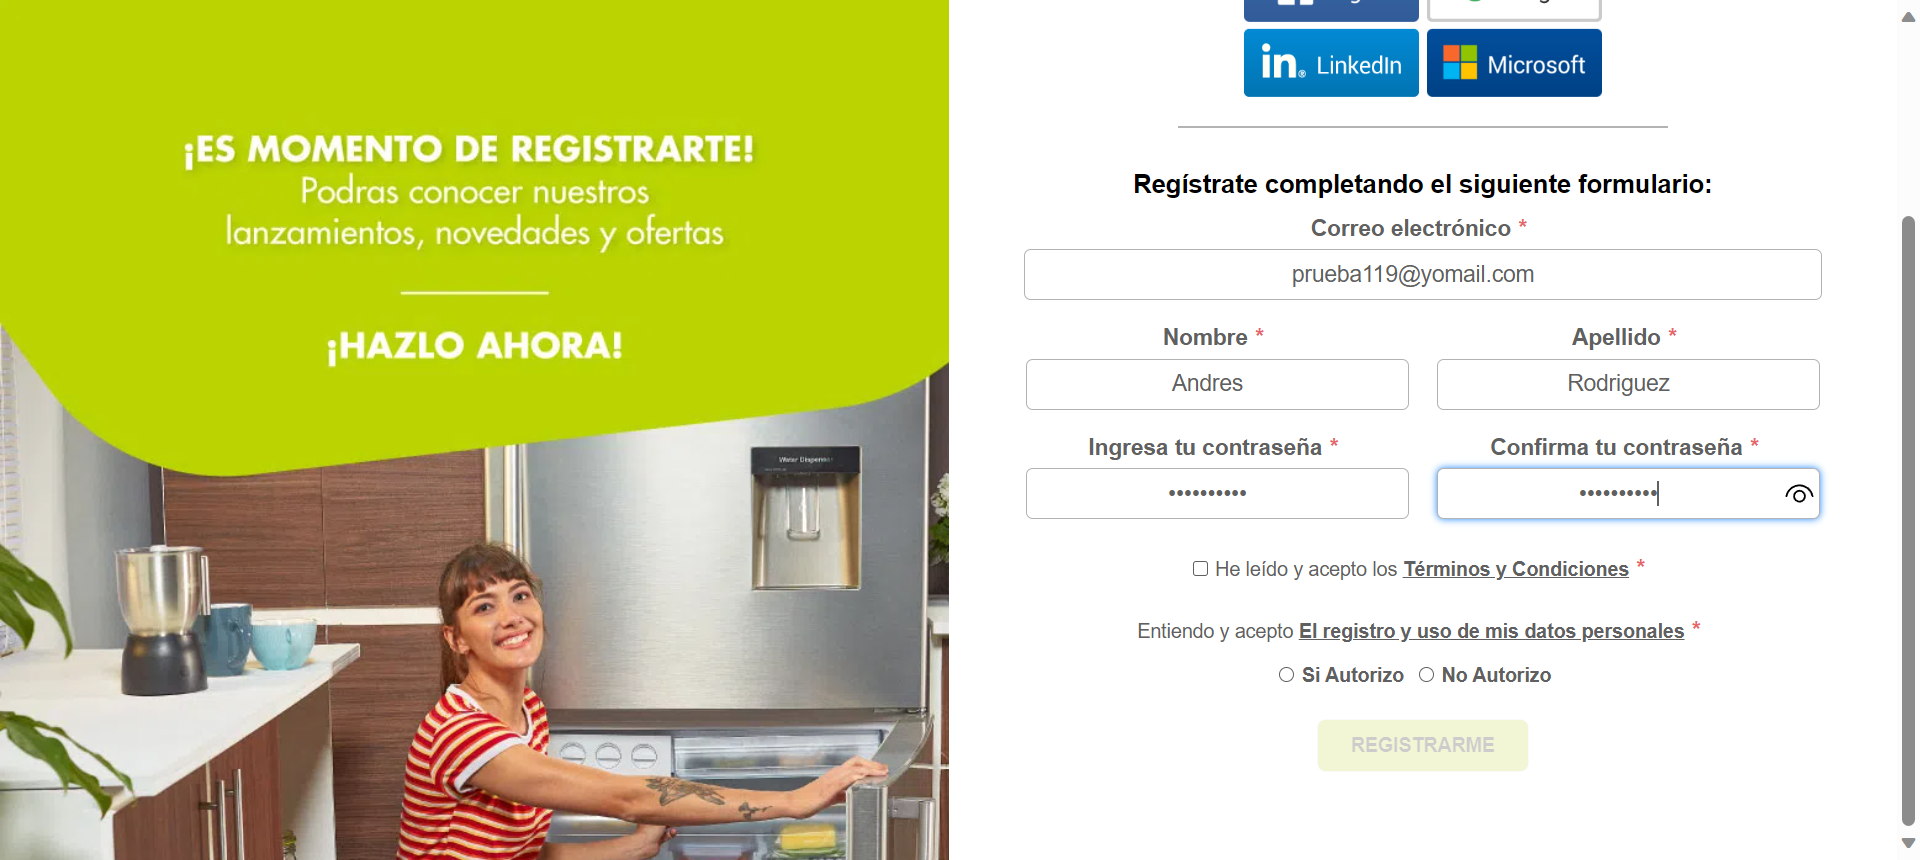 ¡ES MOMENTO DE REGISTRARTE!
Podras conocer nuestros
lanzamientos, novedades y ofertas
¡HAZLO AHORA!
Water Dispenser
LinkedIn
Microsoft
Regístrate completando el siguiente formulario:
Correo electrónico *
prueba119@yomail.com
Nombre * Apellido *
Andres Rodriguez
Ingresa tu contraseña * Confirma tu contraseña *
•••••••••• ••••••••••
He leído y acepto los Términos y Condiciones *
Entiendo y acepto El registro y uso de mis datos personales *
Si Autorizo No Autorizo
REGISTRARME